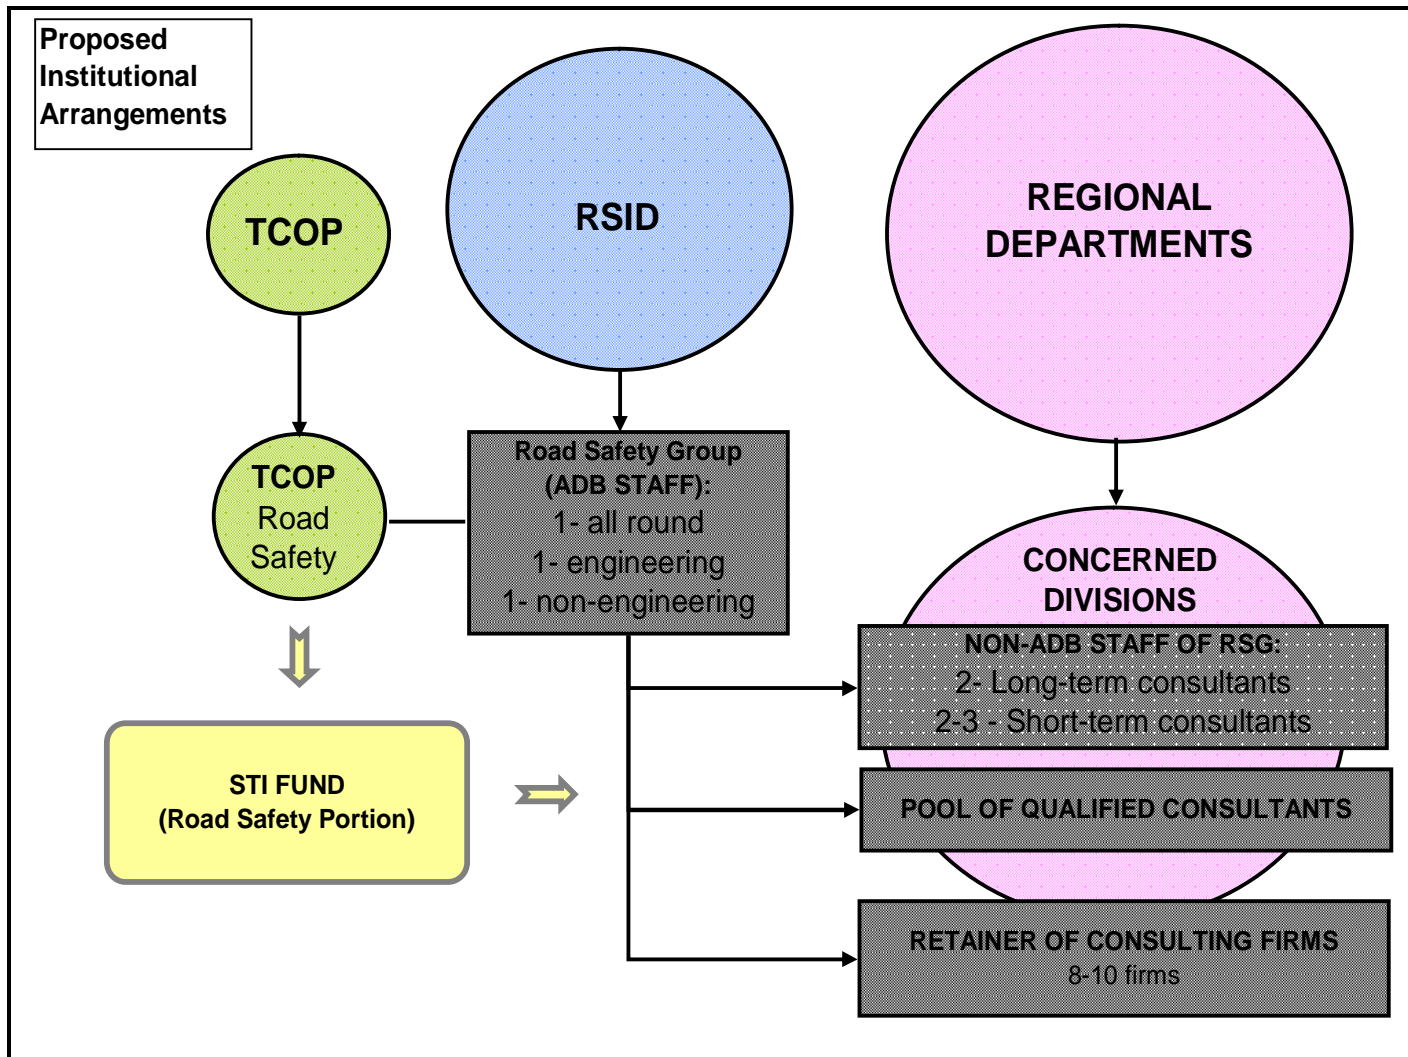 Proposed
Institutional
Arrangements
TCOP
RSID
REGIONAL
DEPARTMENTS
TCOP
Road
Safety
Road Safety Group
(ADB STAFF):
1- all round
1- engineering
1- non-engineering
CONCERNED
DIVISIONS
NON-ADB STAFF OF RSG:
2- Long-term consultants
2-3 - Short-term consultants
STI FUND
(Road Safety Portion)
POOL OF QUALIFIED CONSULTANTS
RETAINER OF CONSULTING FIRMS
8-10 firms